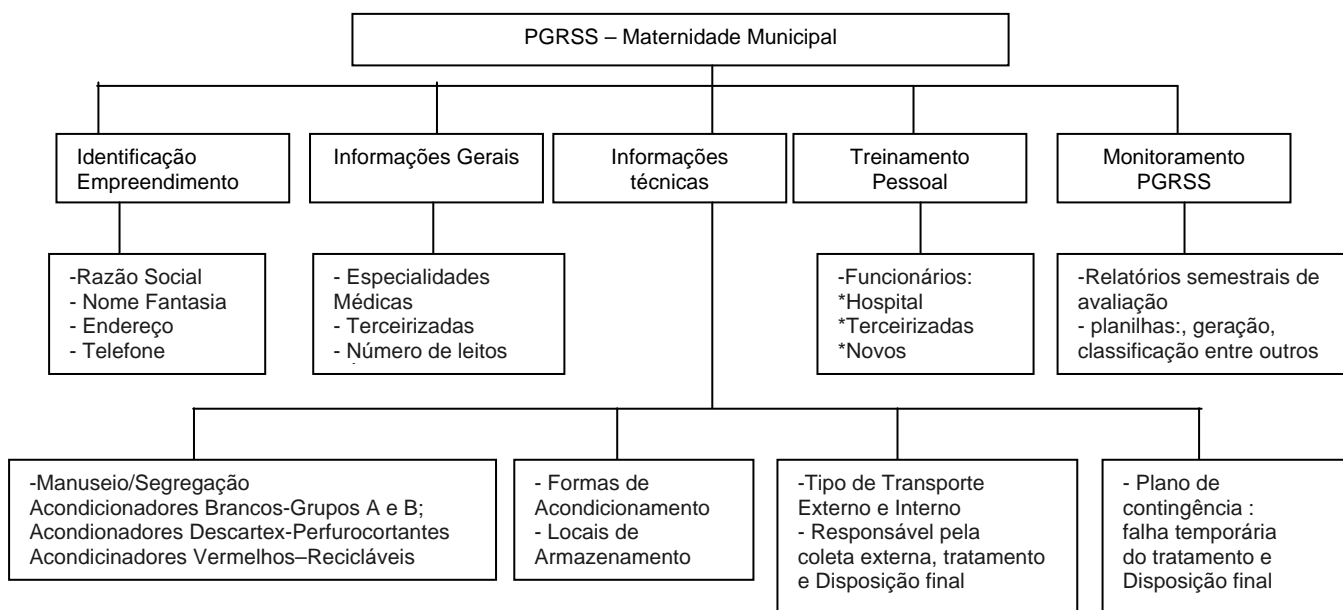 PGRSS – Maternidade Municipal
Identificação
Empreendimento
Informações Gerais
Informações
técnicas
Treinamento
Pessoal
Monitoramento
PGRSS
-Razão Social
- Nome Fantasia
- Endereço
- Telefone
- Especialidades
Médicas
- Terceirizadas
- Número de leitos
-Funcionários:
*Hospital
*Terceirizadas
*Novos
-Relatórios semestrais de
avaliação
- planilhas:, geração,
classificação entre outros
-Manuseio/Segregação
Acondicionadores Brancos-Grupos A e B;
Acondionadores Descartex-Perfurocortantes
Acondicinadores Vermelhos–Recicláveis
- Formas de
Acondicionamento
- Locais de
Armazenamento
-Tipo de Transporte
Externo e Interno
- Responsável pela
coleta externa, tratamento
e Disposição final
- Plano de
contingência :
falha temporária
do tratamento e
Disposição final